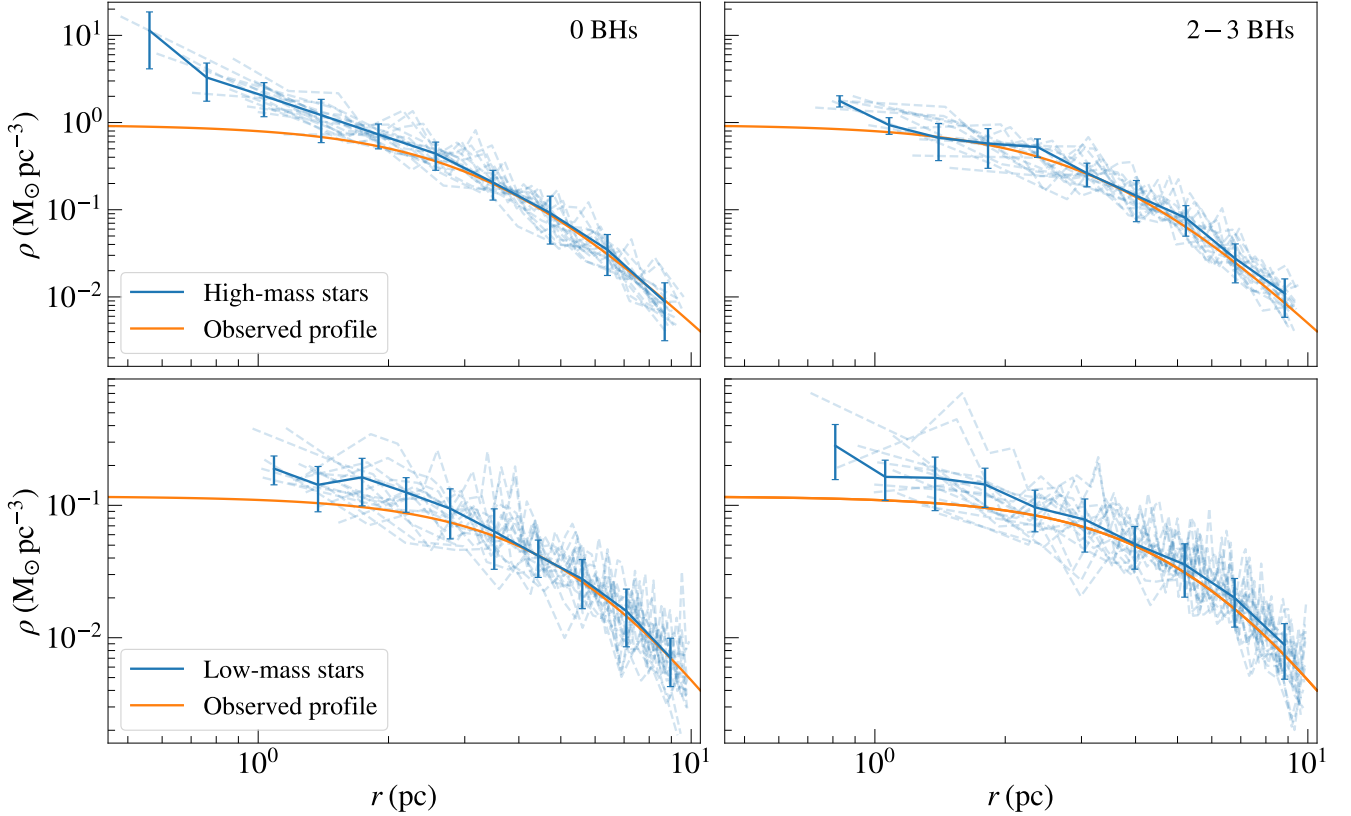 0 BHs
2 − 3 BHs
10¹
10⁰
10⁻¹
10⁻²
ρ (M⊙ pc⁻³)
High-mass stars
Observed profile
10⁻¹
10⁻²
ρ (M⊙ pc⁻³)
Low-mass stars
Observed profile
10⁰
10¹
10⁰
10¹
r (pc)
r (pc)